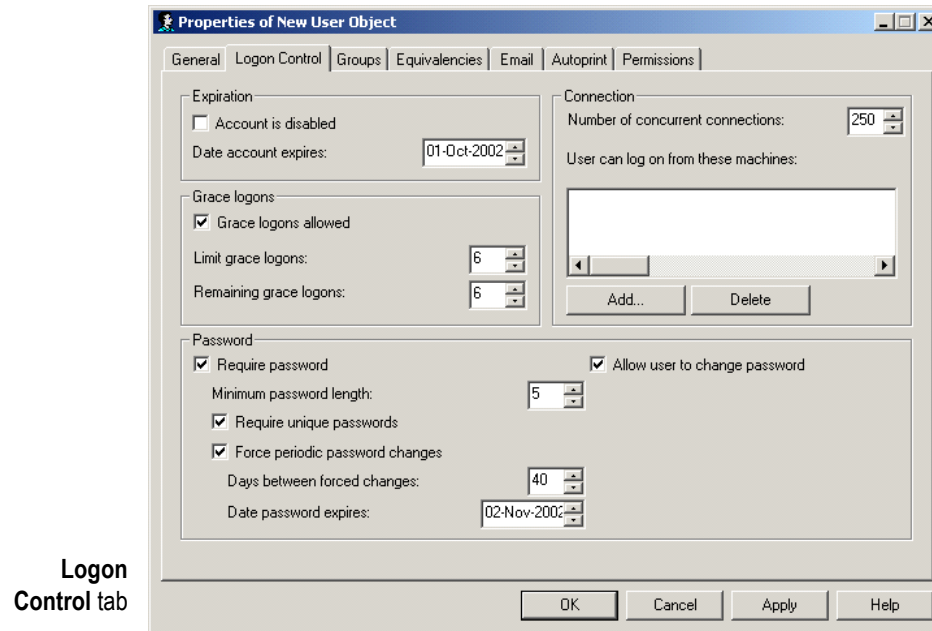 Properties of New User Object
General Logon Control Groups Equivalencies Email Autoprint Permissions
Expiration
Account is disabled
Date account expires: 01-Oct-2002
Grace logons
Grace logons allowed
Limit grace logons: 6
Remaining grace logons: 6
Connection
Number of concurrent connections: 250
User can log on from these machines:
Add... Delete
Password
Require password
Allow user to change password
Minimum password length: 5
Require unique passwords
Force periodic password changes
Days between forced changes: 40
Date password expires: 02-Nov-2002
OK Cancel Apply Help
Logon
Control tab